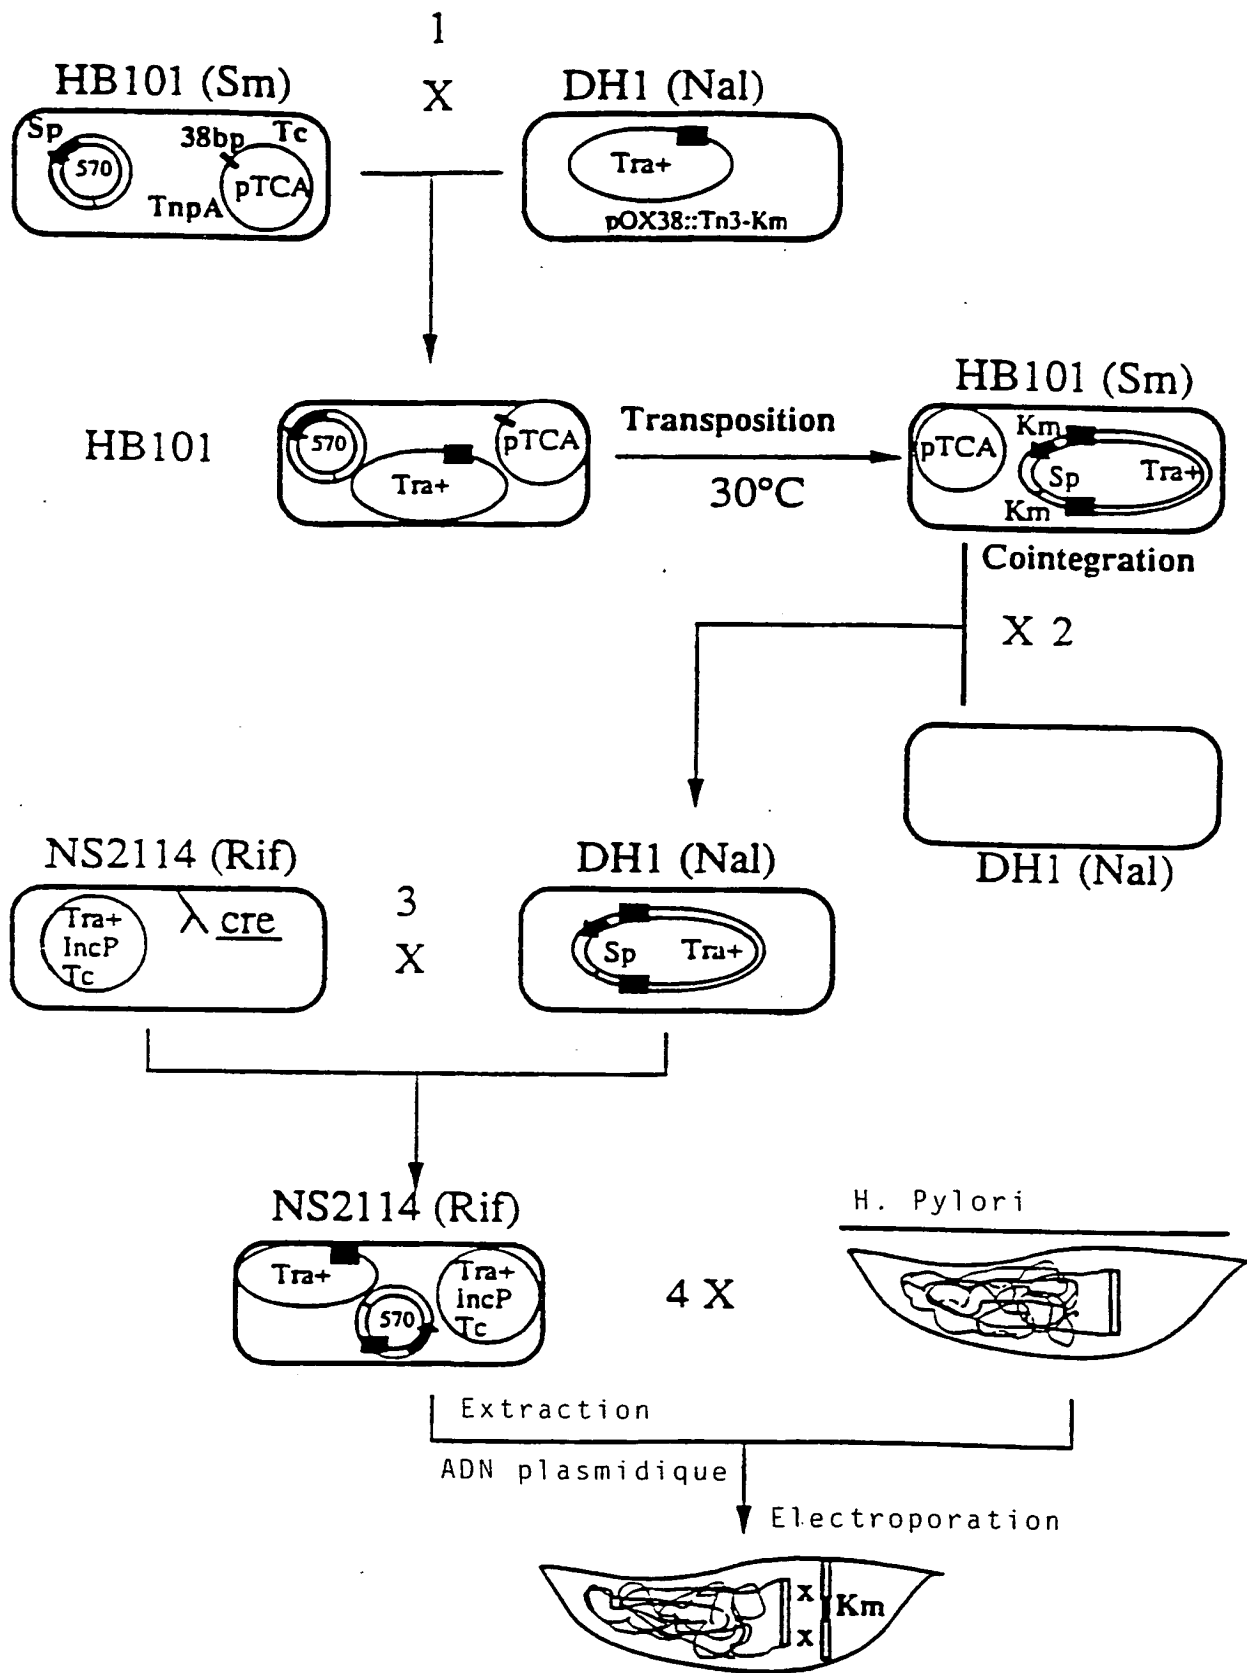 1
HB101 (Sm) X DH1 (Nal)
Sp 570 38bp Tc pTCA TnpA
Tra+
pOX38::Tn3-Km
HB101
570 Tra+ pTCA
Transposition
30°C
HB101 (Sm)
pTCA Km Sp Tra+ Km
Cointegration
X 2
DH1 (Nal)
NS2114 (Rif)
Tra+
IncP
Tc
λ cre
3
X
DH1 (Nal)
Sp Tra+
NS2114 (Rif)
Tra+ 570
Tra+
IncP
Tc
4 X
H. Pylori
Extraction
ADN plasmidique
Electroporation
x
Km
x